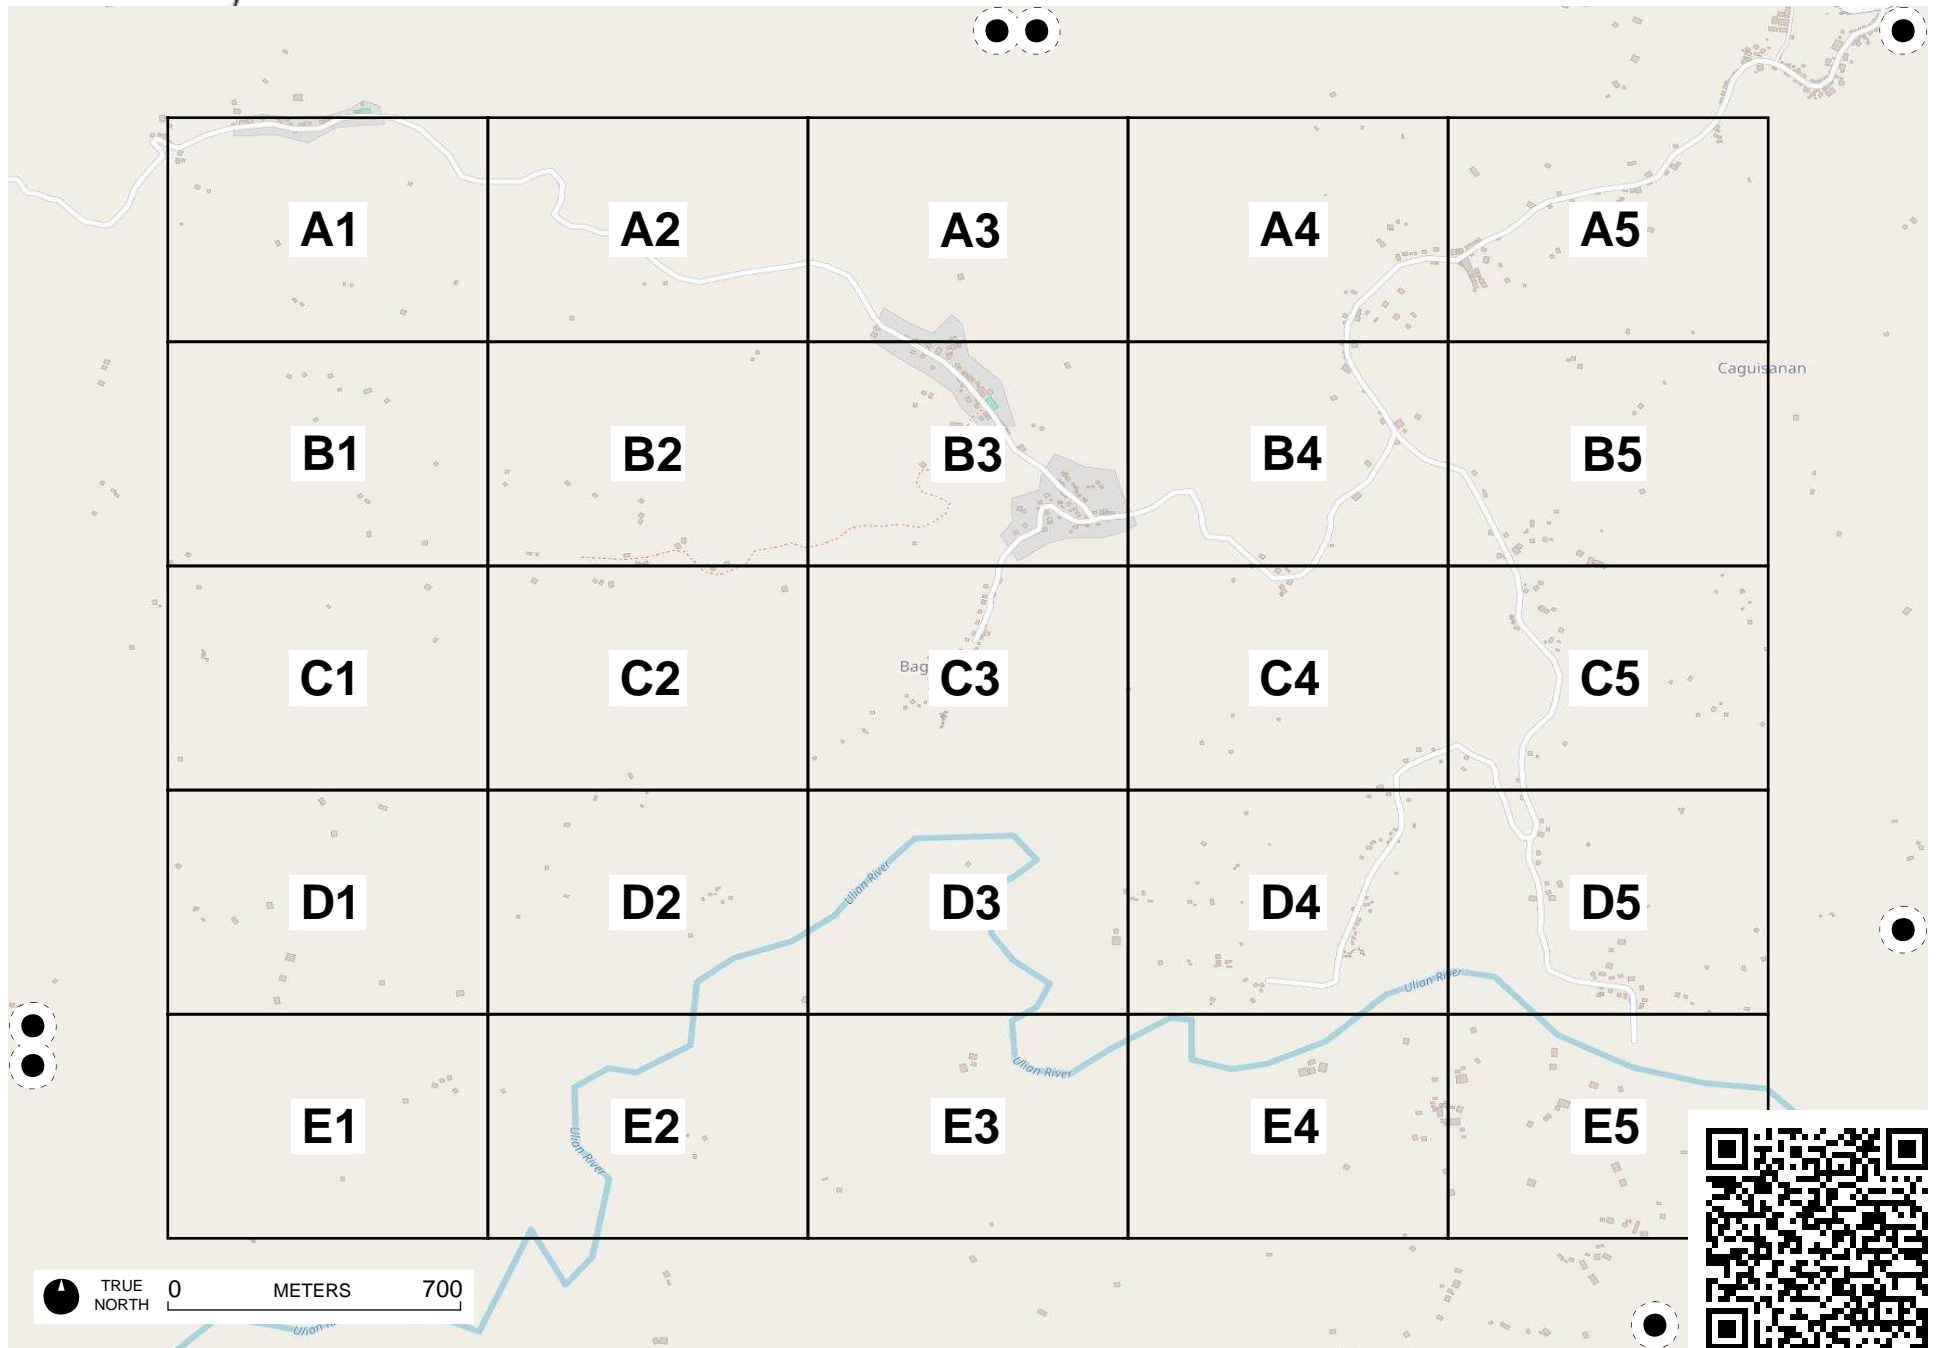 A1
A2
A3
A4
A5
Caguisanan
B1
B2
B3
B4
B5
Bag
C1
C2
C3
C4
C5
Ulian River
D1
D2
D3
D4
D5
Ulian River
Ulian River
E1
E2
E3
E4
E5
Ulian River
TRUE NORTH
0 METERS 700
Ulian